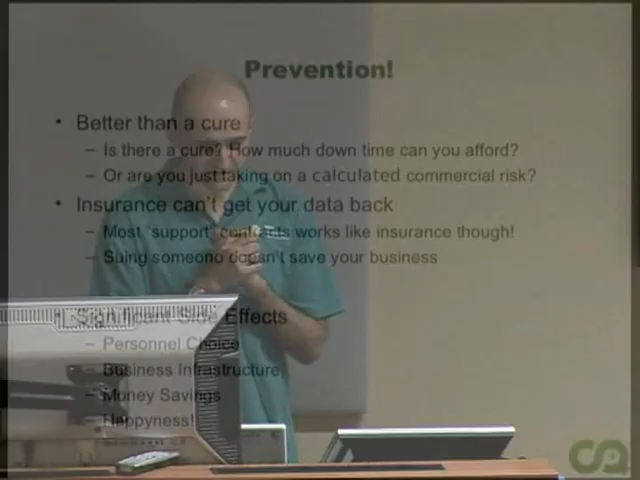 Prevention!
• Better than a cure
– Is there a cure? How much down time can you afford?
– Or are you just taking on a calculated commercial risk?
• Insurance can't get your data back
– Most 'support' contracts works like insurance though!
– Suing someone doesn't save your business
• Significant Side Effects
– Personnel Choice
– Business Infrastructure
– Money Savings
– Happyness!